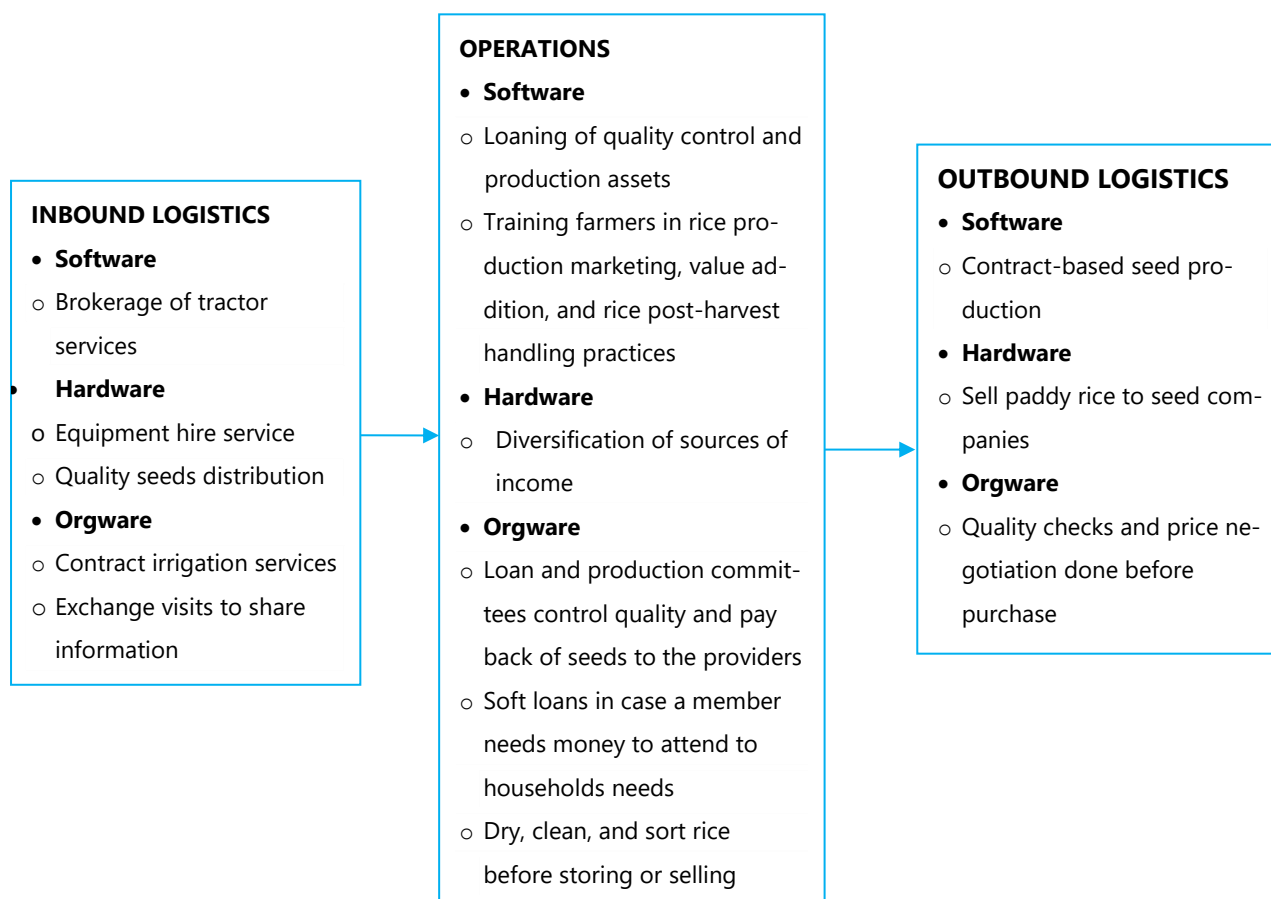 INBOUND LOGISTICS
• Software
o Brokerage of tractor
services
• Hardware
o Equipment hire service
o Quality seeds distribution
• Orgware
o Contract irrigation services
o Exchange visits to share
information
OPERATIONS
• Software
o Loaning of quality control and
production assets
o Training farmers in rice pro-
duction marketing, value ad-
dition, and rice post-harvest
handling practices
• Hardware
o Diversification of sources of
income
• Orgware
o Loan and production commit-
tees control quality and pay
back of seeds to the providers
o Soft loans in case a member
needs money to attend to
households needs
o Dry, clean, and sort rice
before storing or selling
OUTBOUND LOGISTICS
• Software
o Contract-based seed pro-
duction
• Hardware
o Sell paddy rice to seed com-
panies
• Orgware
o Quality checks and price ne-
gotiation done before
purchase